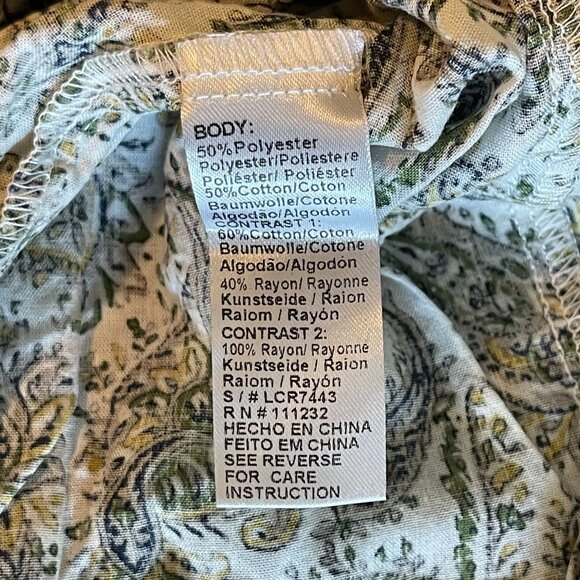 BODY:
50% Polyester
Polyester/Poliestere
Poliéster/ Poliéster
50%Cotton/Coton
Baumwolle/Cotone
Algodão/Algodón
CONTRAST 1:
60%Cotton/Coton
Baumwolle/Cotone
Algodão/Algodón
40% Rayon/Rayonne
Kunstseide / Raion
Raiom / Rayón
CONTRAST 2:
100% Rayon/ Rayonne
Kunstseide / Raion
Raiom / Rayón
S / # LCR7443
R N # 111232
HECHO EN CHINA
FEITO EM CHINA
SEE REVERSE
FOR CARE
INSTRUCTION